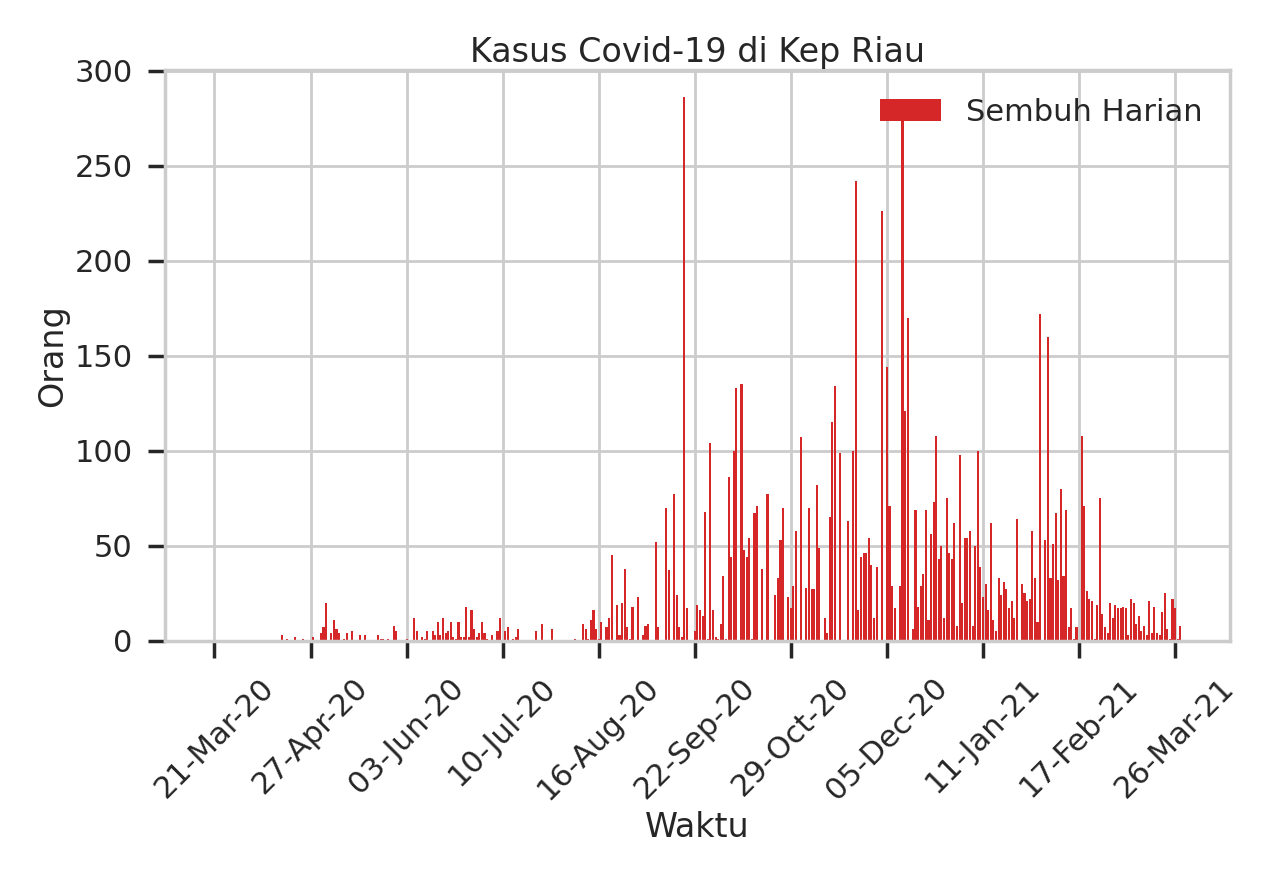 Kasus Covid-19 di Kep Riau
Sembuh Harian
300
250
200
150
100
50
0
Orang
21-Mar-20
27-Apr-20
03-Jun-20
10-Jul-20
16-Aug-20
22-Sep-20
29-Oct-20
05-Dec-20
11-Jan-21
17-Feb-21
26-Mar-21
Waktu